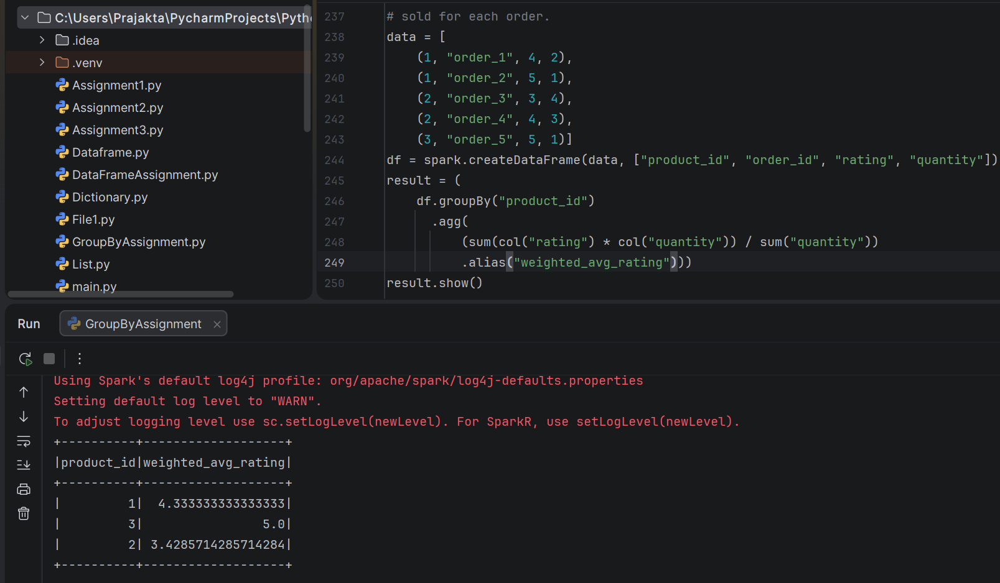 C:\Users\Prajakta\PycharmProjects\Pytho
.idea
.venv
Assignment1.py
Assignment2.py
Assignment3.py
Dataframe.py
DataFrameAssignment.py
Dictionary.py
File1.py
GroupByAssignment.py
List.py
main.py
237 # sold for each order.
238 data = [
239     (1, "order_1", 4, 2),
240     (1, "order_2", 5, 1),
241     (2, "order_3", 3, 4),
242     (2, "order_4", 4, 3),
243     (3, "order_5", 5, 1)]
244 df = spark.createDataFrame(data, ["product_id", "order_id", "rating", "quantity"])
245 result = (
246     df.groupBy("product_id")
247       .agg(
248           (sum(col("rating") * col("quantity")) / sum("quantity"))
249           .alias("weighted_avg_rating")))
250 result.show()
Run GroupByAssignment
Using Spark's default log4j profile: org/apache/spark/log4j-defaults.properties
Setting default log level to "WARN".
To adjust logging level use sc.setLogLevel(newLevel). For SparkR, use setLogLevel(newLevel).
+----------+-------------------+
|product_id|weighted_avg_rating|
+----------+-------------------+
|         1|  4.333333333333333|
|         3|                5.0|
|         2| 3.4285714285714284|
+----------+-------------------+